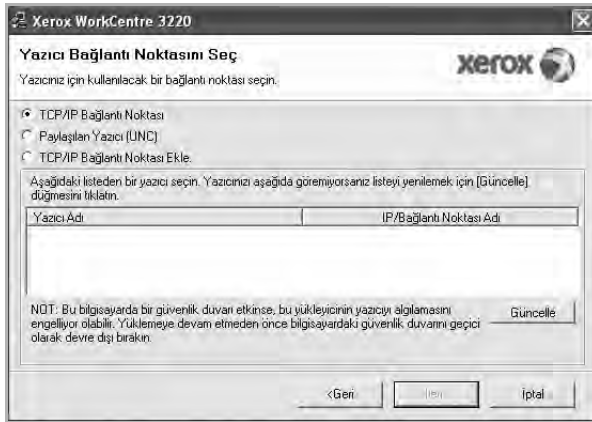 Xerox WorkCentre 3220
Yazıcı Bağlantı Noktasını Seç
Yazıcınız için kullanılacak bir bağlantı noktası seçin.
xerox
TCP/IP Bağlantı Noktası
Paylaşılan Yazıcı (UNC)
TCP/IP Bağlantı Noktası Ekle.
Aşağıdaki listeden bir yazıcı seçin. Yazıcınızı aşağıda göremiyorsanız listeyi yenilemek için [Güncelle]
düğmesini tıklatın.
Yazıcı Adı IP/Bağlantı Noktası Adı
NOT: Bu bilgisayarda bir güvenlik duvarı etkinse, bu yükleyicinin yazıcıyı algılamasını
engelliyor olabilir. Yüklemeye devam etmeden önce bilgisayardaki güvenlik duvarını geçici
olarak devre dışı bırakın.
Güncelle
<Geri İleri İptal